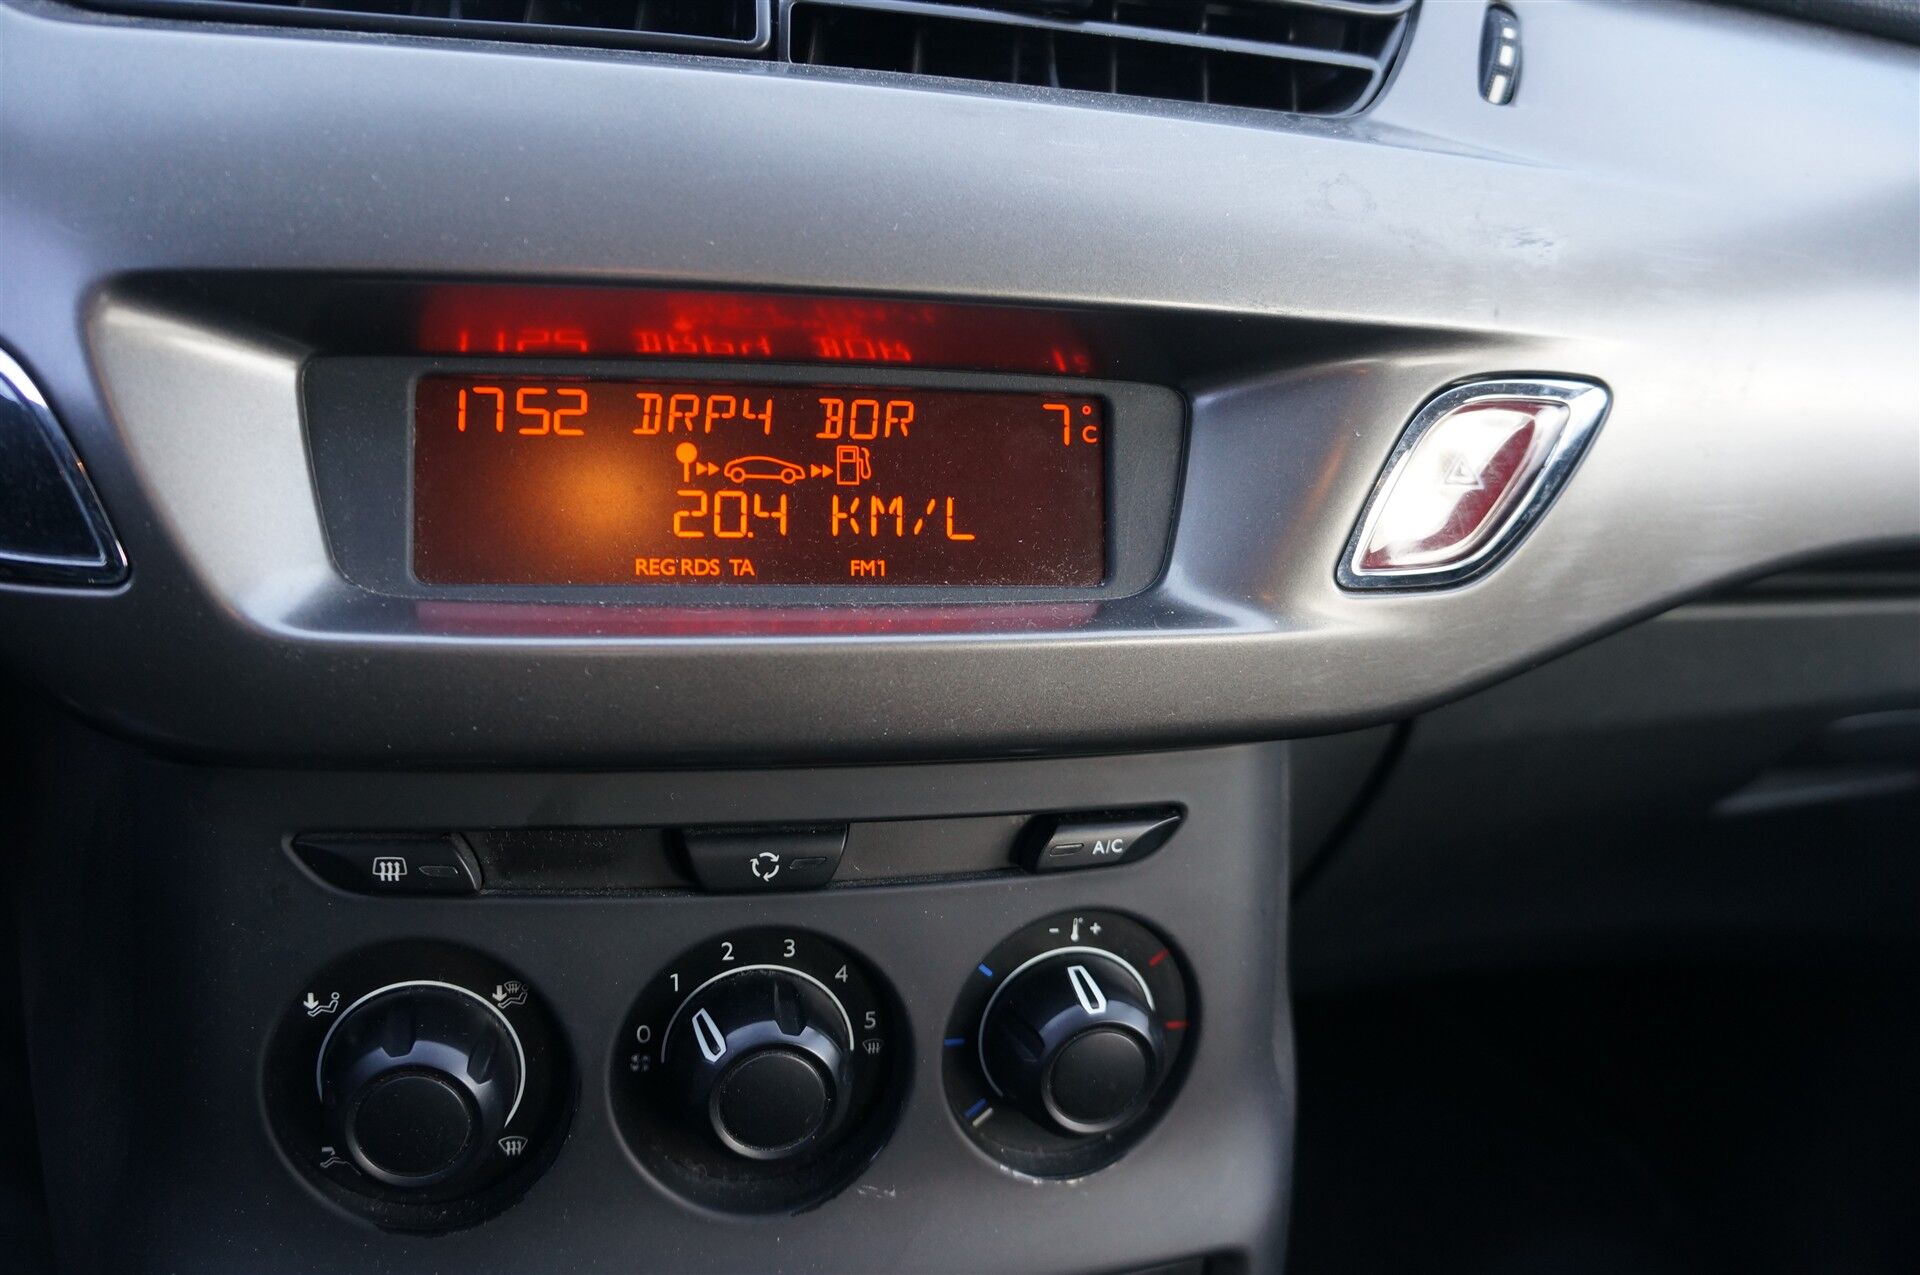 1752 DRP4 BOR 7°C
20.4 KM/L
REG RDS TA FM1
A/C
- +
0 1 2 3 4 5